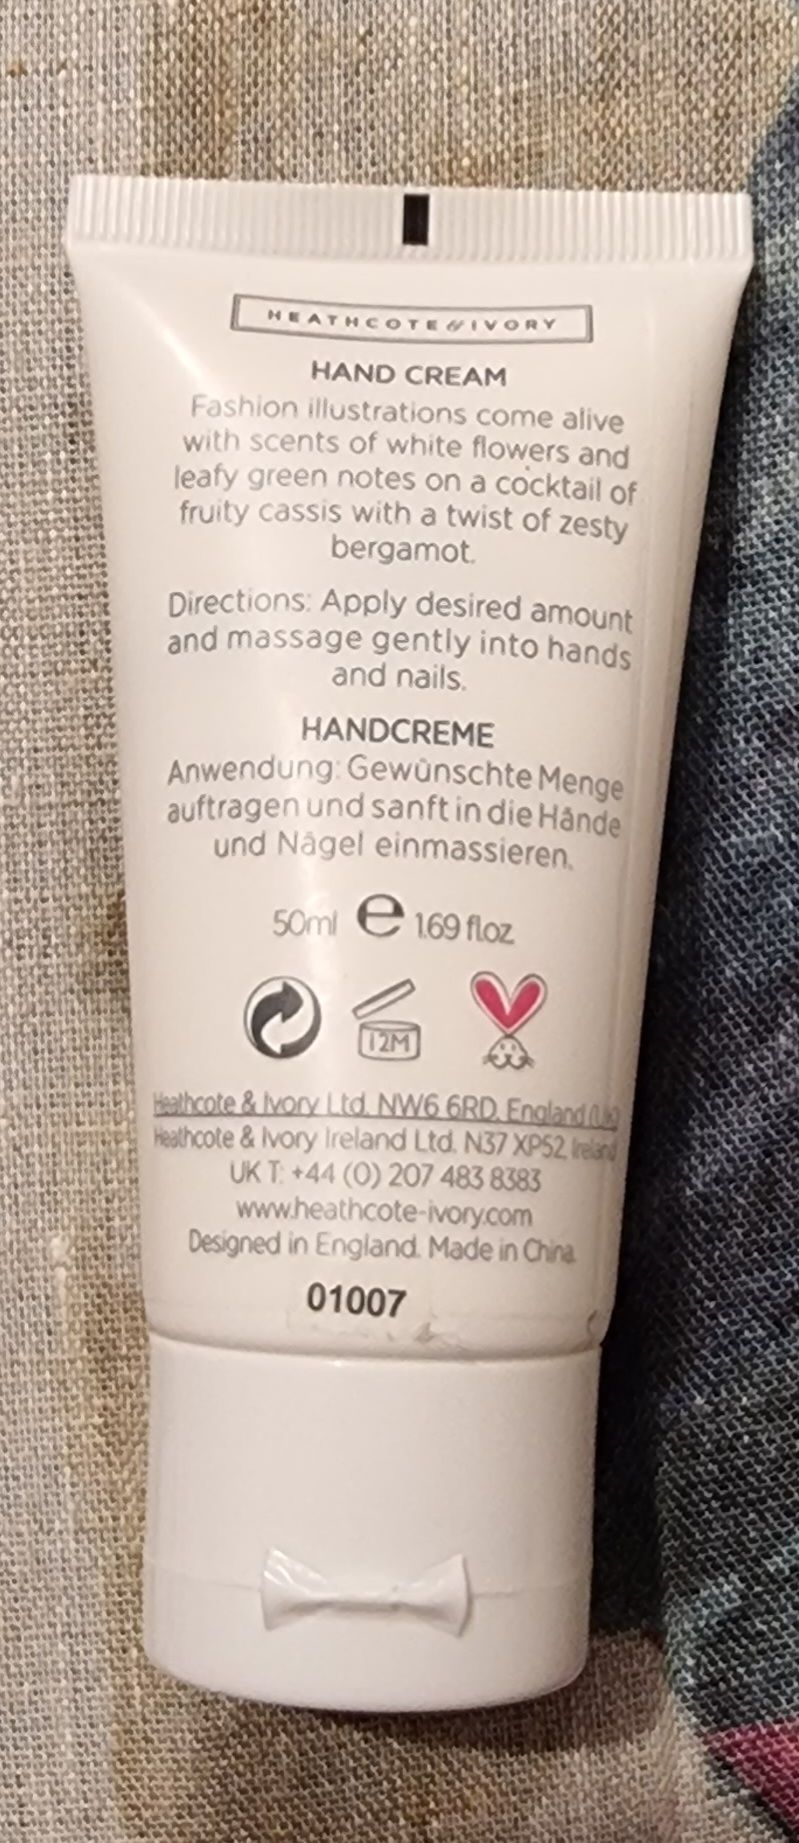 HEATHCOTE & IVORY
HAND CREAM
Fashion illustrations come alive
with scents of white flowers and
leafy green notes on a cocktail of
fruity cassis with a twist of zesty
bergamot.
Directions: Apply desired amount
and massage gently into hands
and nails.
HANDCREME
Anwendung: Gewünschte Menge
auftragen und sanft in die Hände
und Nägel einmassieren.
50ml e 1.69 fl.oz
12M
Heathcote & Ivory Ltd. NW6 6RD. England (UK)
Heathcote & Ivory Ireland Ltd. N37 XP52, Ireland
UK T: +44 (0) 207 483 8383
www.heathcote-ivory.com
Designed in England. Made in China.
01007